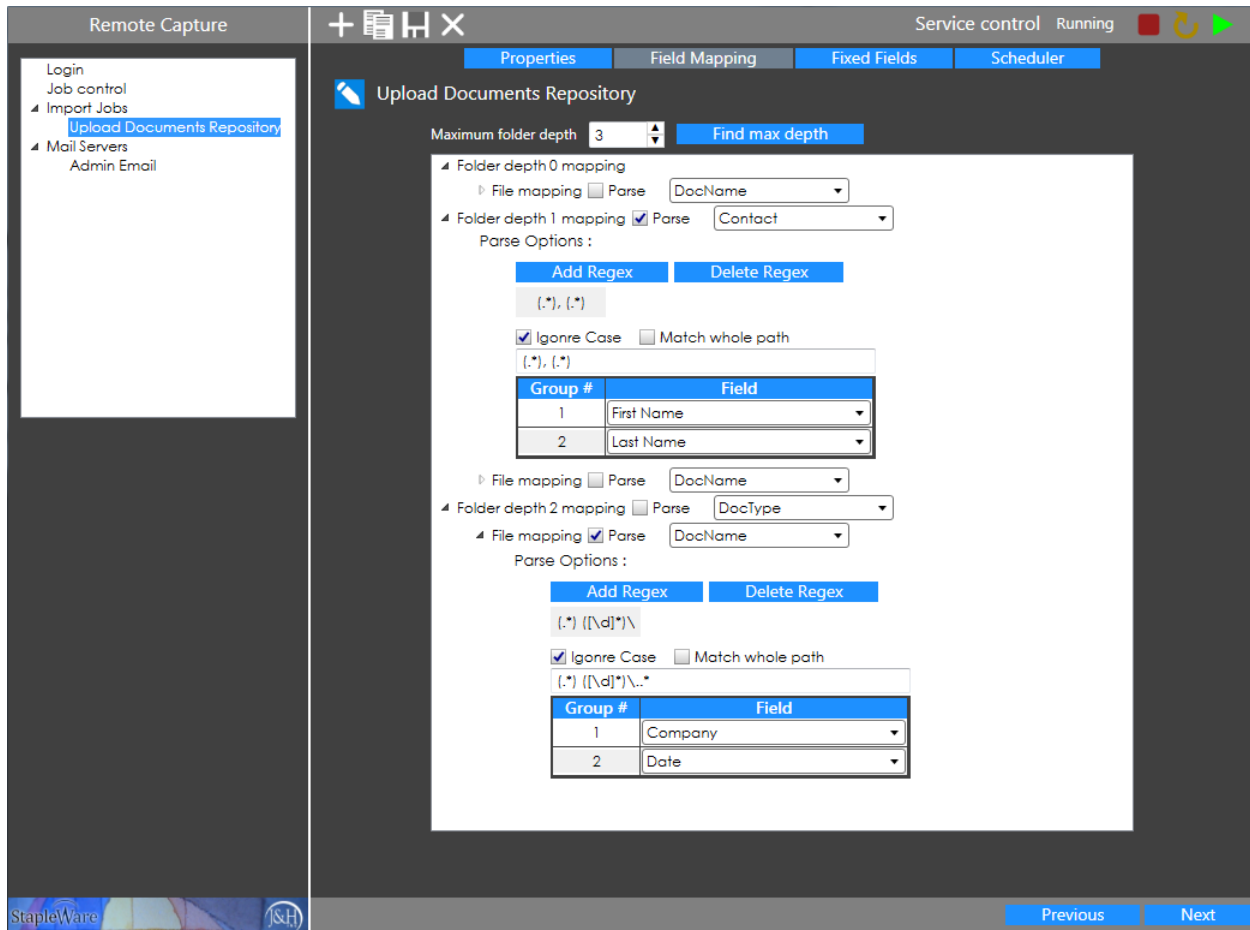 Remote Capture
Service control Running
Login
Job control
Import Jobs
Upload Documents Repository
Mail Servers
Admin Email
Properties Field Mapping Fixed Fields Scheduler
Upload Documents Repository
Maximum folder depth 3 Find max depth
Folder depth 0 mapping
File mapping Parse DocName
Folder depth 1 mapping Parse Contact
Parse Options :
Add Regex Delete Regex
(.*), (.*)
Igonre Case Match whole path
(.*), (.*)
Group # Field
1 First Name
2 Last Name
File mapping Parse DocName
Folder depth 2 mapping Parse DocType
File mapping Parse DocName
Parse Options :
Add Regex Delete Regex
(.*) ([\d]*)\
Igonre Case Match whole path
(.*) ([\d]*)\..*
Group # Field
1 Company
2 Date
StapleWare J&H
Previous Next